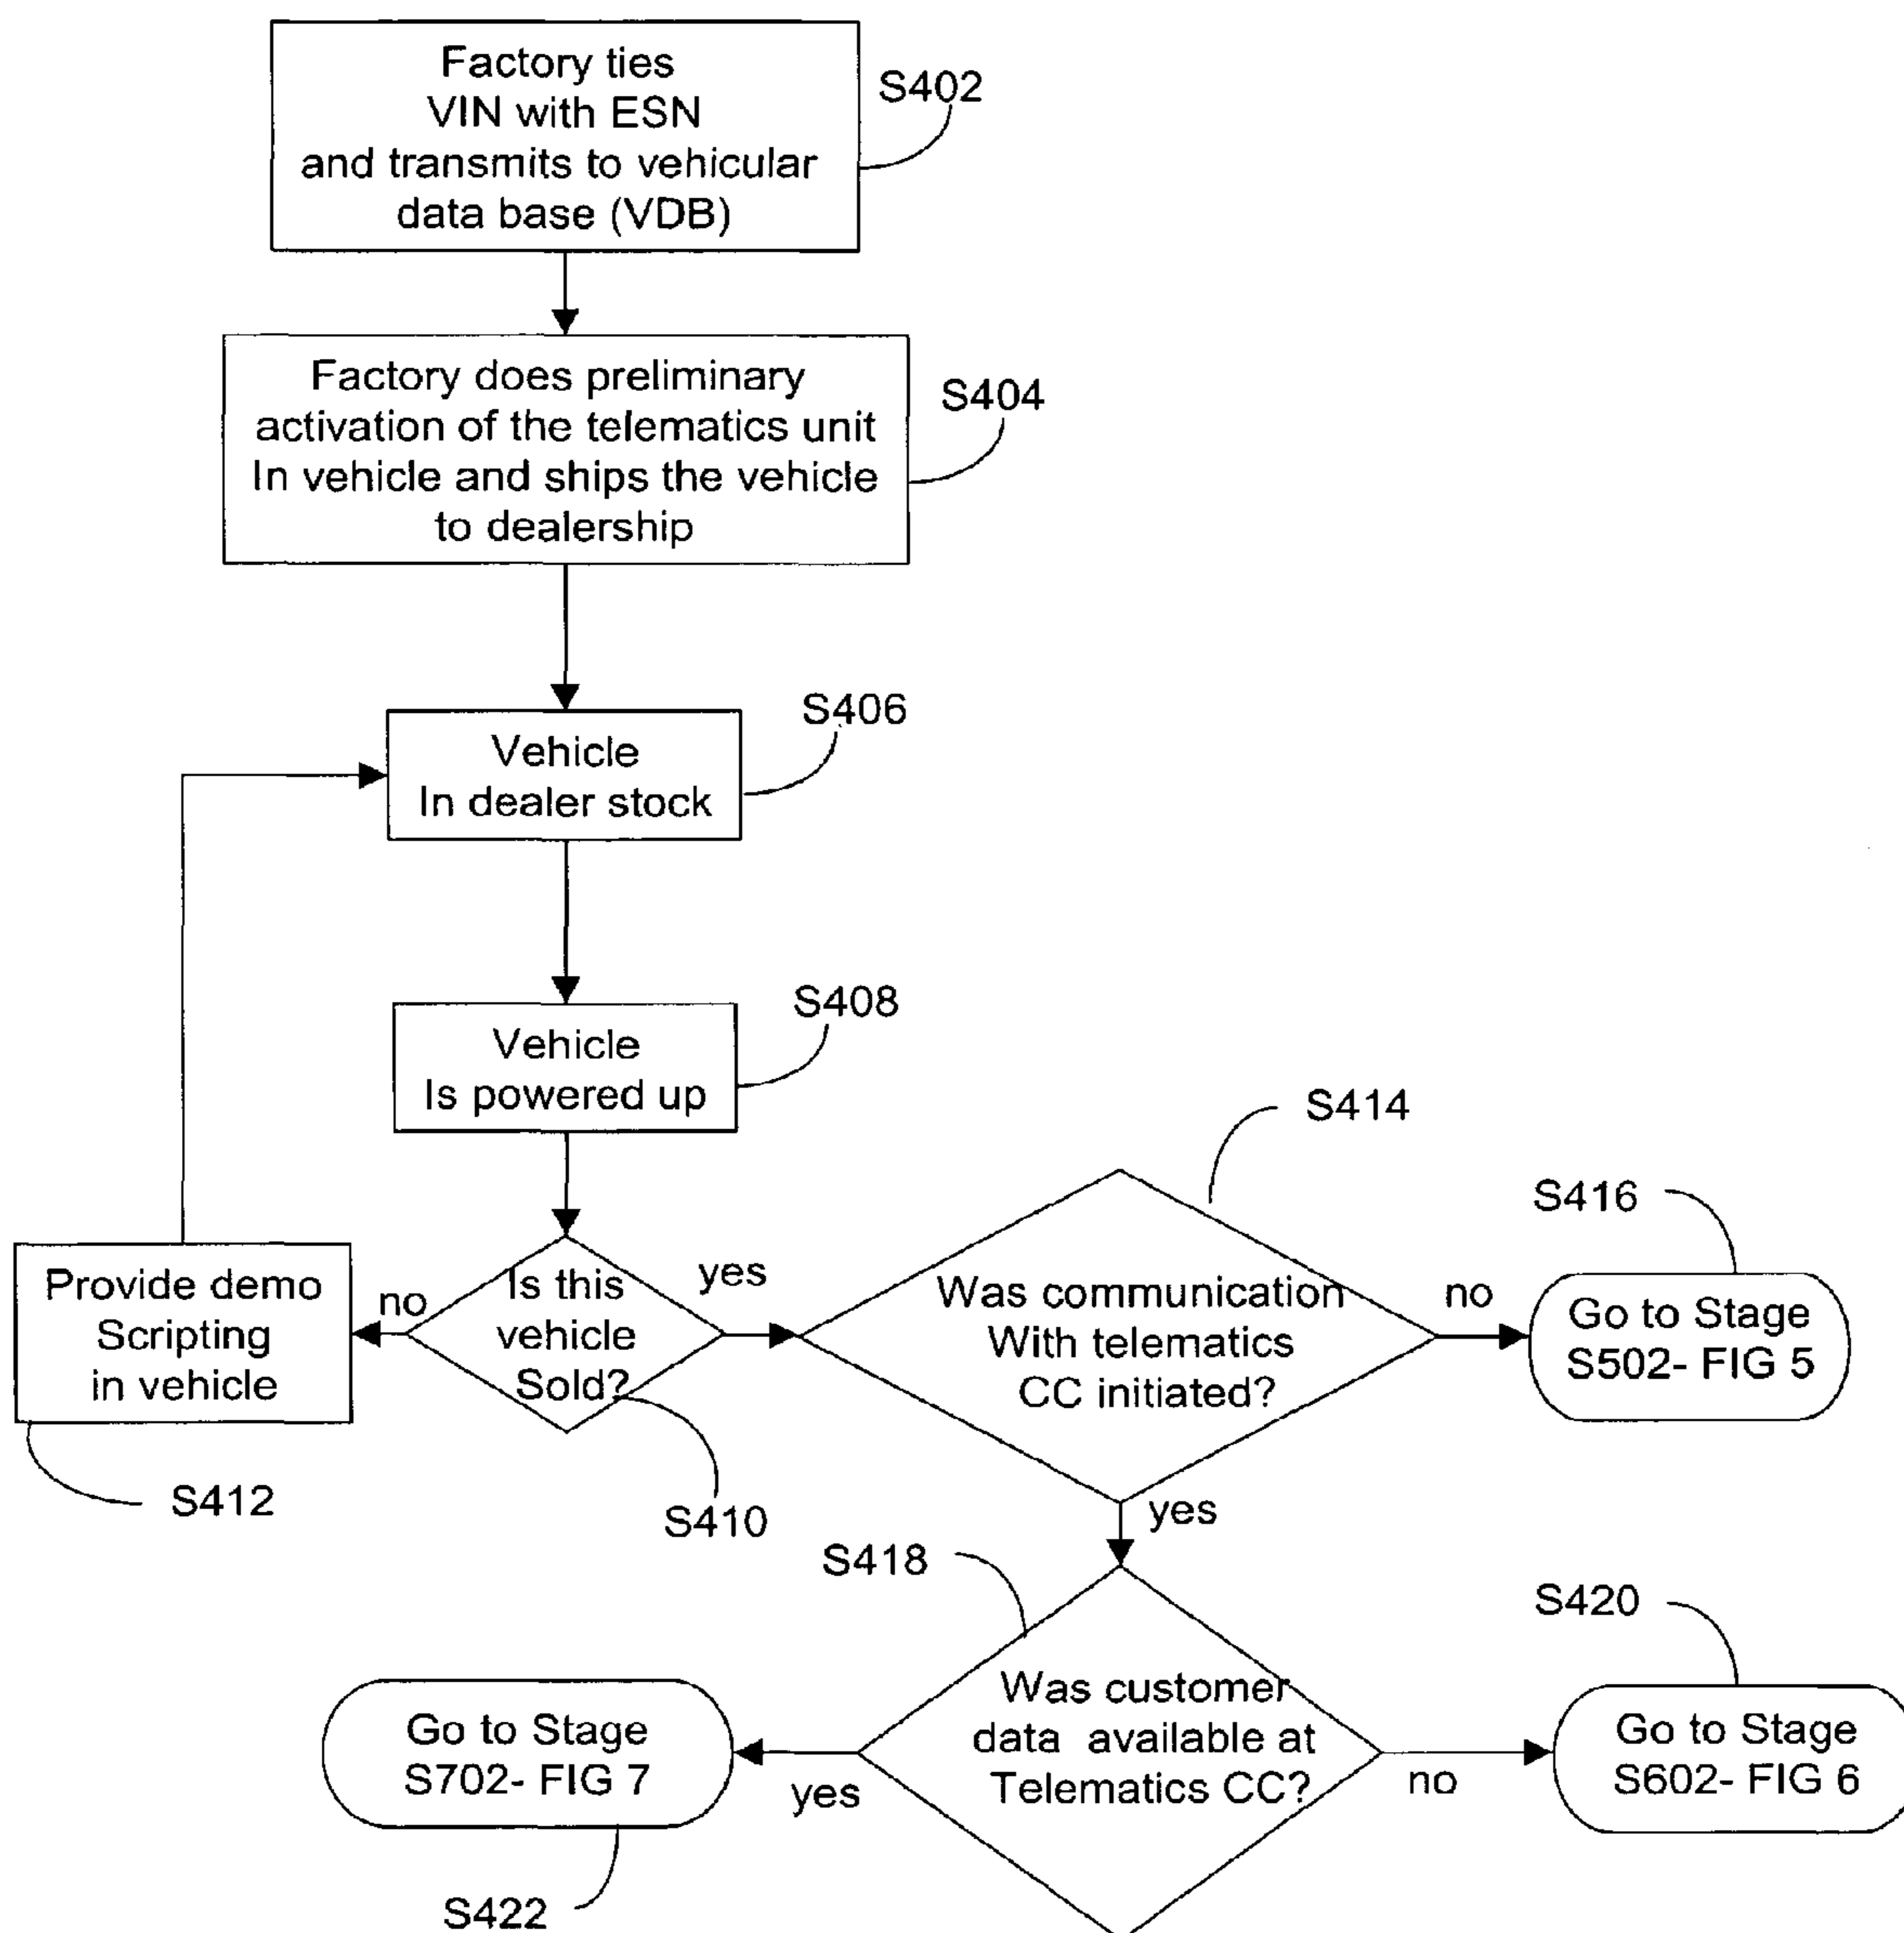 Factory ties
VIN with ESN
and transmits to vehicular
data base (VDB)
S402
Factory does preliminary
activation of the telematics unit
In vehicle and ships the vehicle
to dealership
S404
Vehicle
In dealer stock
S406
Vehicle
Is powered up
S408
Is this
vehicle
Sold?
S410
no
yes
Provide demo
Scripting
in vehicle
S412
Was communication
With telematics
CC initiated?
S414
no
yes
Go to Stage
S502- FIG 5
S416
Was customer
data available at
Telematics CC?
S418
yes
no
Go to Stage
S702- FIG 7
S422
Go to Stage
S602- FIG 6
S420